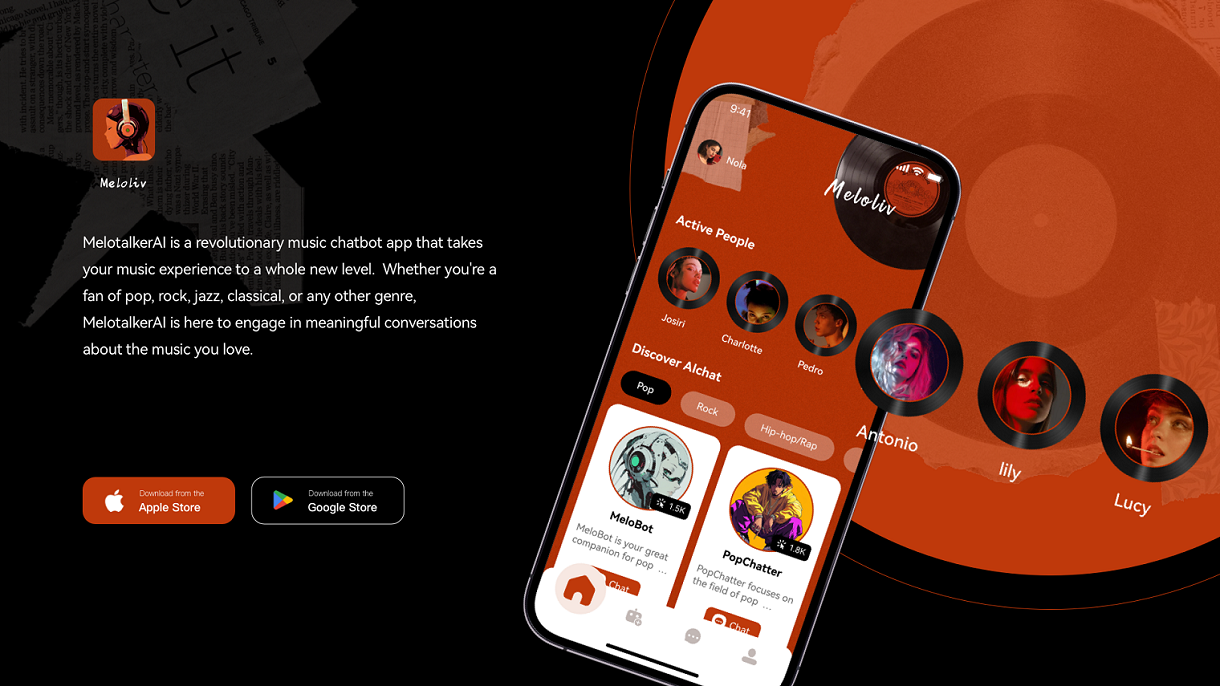 it
Meloliv
MelotalkerAI is a revolutionary music chatbot app that takes
your music experience to a whole new level. Whether you're a
fan of pop, rock, jazz, classical, or any other genre,
MelotalkerAI is here to engage in meaningful conversations
about the music you love.
Download from the
Apple Store
Download from the
Google Store
9:41
Nola
Meloliv
Active People
Josiri
Charlotte
Pedro
Antonio
lily
Lucy
Discover AIchat
Pop
Rock
Hip-hop/Rap
1.5K
MeloBot
MeloBot is your great
companion for pop ...
Chat
1.8K
PopChatter
PopChatter focuses on
the field of pop ...
Chat